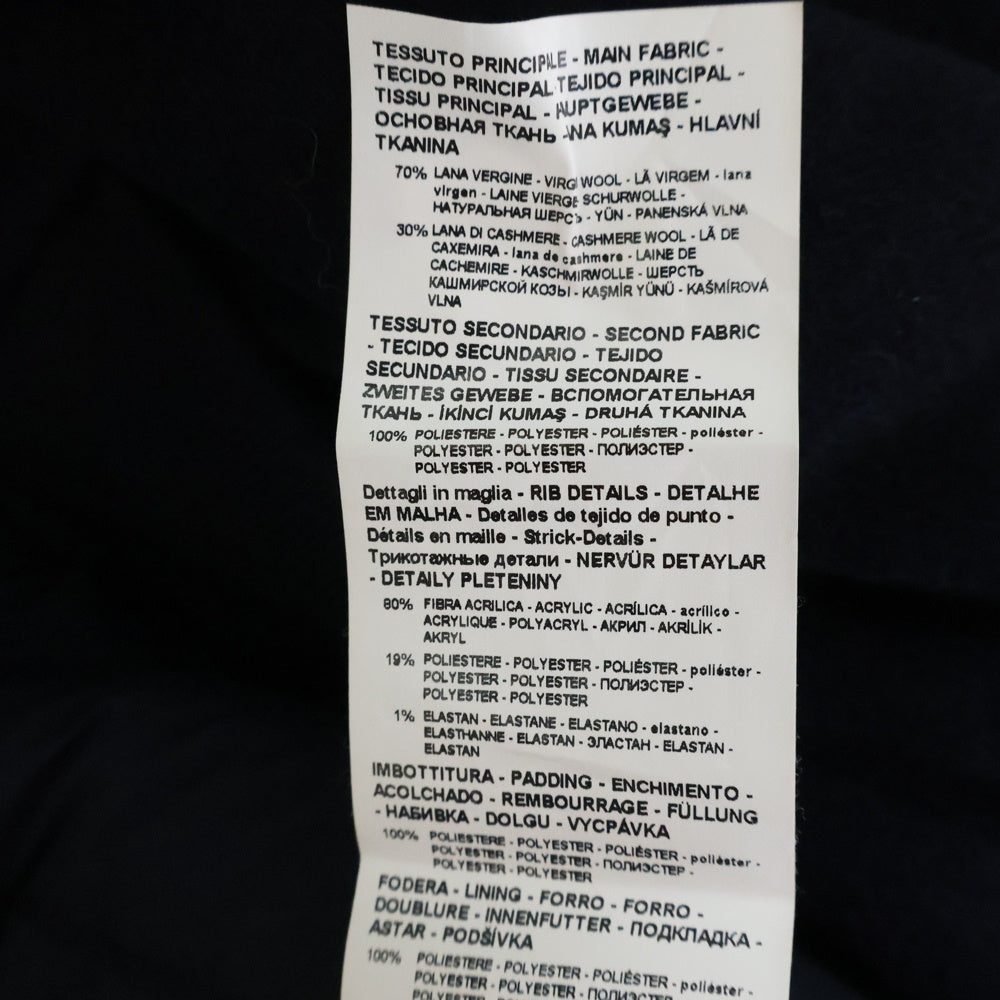 TESSUTO PRINCIPALE - MAIN FABRIC -
TECIDO PRINCIPAL TEJIDO PRINCIPAL -
TISSU PRINCIPAL - HAUPTGEWEBE -
ОСНОВНАЯ ТКАНЬ ANA KUMAŞ - HLAVNÍ
TKANINA
70% LANA VERGINE - VIRGI WOOL - LÃ VIRGEM - lana
virgen - LAINE VIERGE SCHURWOLLE -
НАТУРАЛЬНАЯ ШЕРСЬ - YÜN - PANENSKÁ VLNA
30% LANA DI CASHMERE - CASHMERE WOOL - LÃ DE
CAXEMIRA - lana de cashmere - LAINE DE
CACHEMIRE - KASCHMIRWOLLE - ШЕРСТЬ
КАШМИРСКОЙ КОЗЫ - KAŞMİR YÜNÜ - KAŠMÍROVÁ
VLNA
TESSUTO SECONDARIO - SECOND FABRIC
- TECIDO SECUNDARIO - TEJIDO
SECUNDARIO - TISSU SECONDAIRE -
ZWEITES GEWEBE - ВСПОМОГАТЕЛЬНАЯ
ТКАНЬ - İKİNCİ KUMAŞ - DRUHÁ TKANINA
100% POLIESTERE - POLYESTER - POLIÉSTER - poliéster -
POLYESTER - POLYESTER - ПОЛИЭСТЕР -
POLYESTER - POLYESTER
Dettagli in maglia - RIB DETAILS - DETALHE
EM MALHA - Detalles de tejido de punto -
Détails en maille - Strick-Details -
Трикотажные детали - NERVÜR DETAYLAR
- DETAILY PLETENINY
80% FIBRA ACRILICA - ACRYLIC - ACRÍLICA - acrílico -
ACRYLIQUE - POLYACRYL - АКРИЛ - AKRİLİK -
AKRYL
19% POLIESTERE - POLYESTER - POLIÉSTER - poliéster -
POLYESTER - POLYESTER - ПОЛИЭСТЕР -
POLYESTER - POLYESTER
1% ELASTAN - ELASTANE - ELASTANO - elastano -
ELASTHANNE - ELASTAN - ЭЛАСТАН - ELASTAN -
ELASTAN
IMBOTTITURA - PADDING - ENCHIMENTO -
ACOLCHADO - REMBOURRAGE - FÜLLUNG
- НАБИВКА - DOLGU - VYCPÁVKA
100% POLIESTERE - POLYESTER - POLIÉSTER - poliéster -
POLYESTER - POLYESTER - ПОЛИЭСТЕР -
POLYESTER - POLYESTER
FODERA - LINING - FORRO - FORRO -
DOUBLURE - INNENFUTTER - ПОДКЛАДКА -
ASTAR - PODŠÍVKA
100% POLIESTERE - POLYESTER - POLIÉSTER - poliéster -
POLYESTER - POLYESTER - ПОЛИЭСТЕР -